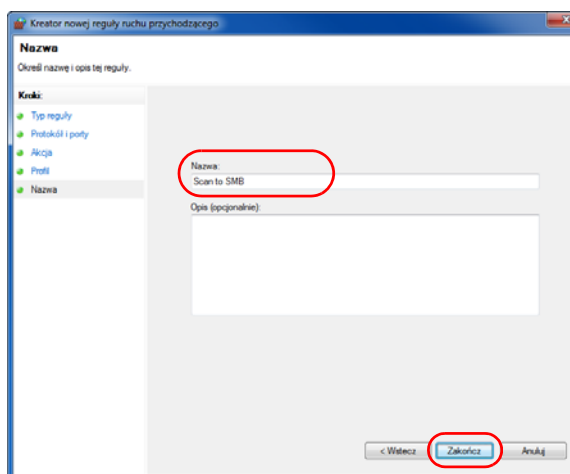 Kreator nowej reguły ruchu przychodzącego
Nazwa
Określ nazwę i opis tej reguły.
Kroki:
Typ reguły
Protokół i porty
Akcja
Profil
Nazwa
Nazwa:
Scan to SMB
Opis (opcjonalnie):
< Wstecz
Zakończ
Anuluj